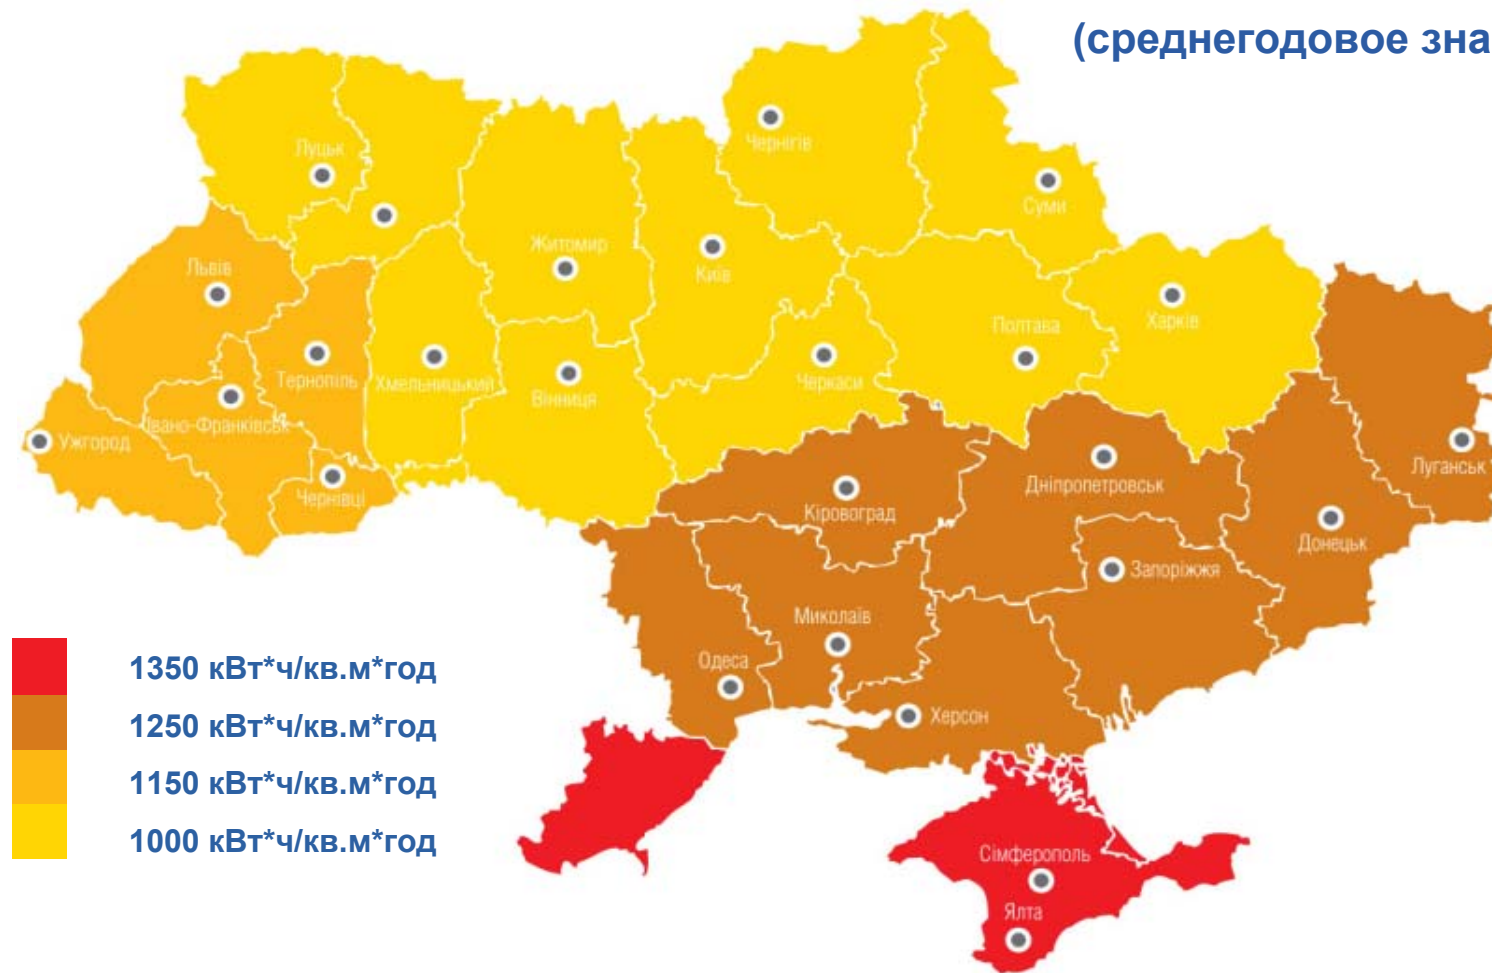 (среднегодовое зна
Чернігів
Луцьк
Суми
Житомир
Київ
Львів
Харків
Полтава
Тернопіль
Хмельницький
Вінниця
Черкаси
Івано-Франківськ
Ужгород
Чернівці
Луганськ
Дніпропетровськ
Кіровоград
Донецьк
Запоріжжя
Миколаїв
Одеса
Херсон
1350 кВт*ч/кв.м*год
1250 кВт*ч/кв.м*год
1150 кВт*ч/кв.м*год
1000 кВт*ч/кв.м*год
Сімферополь
Ялта